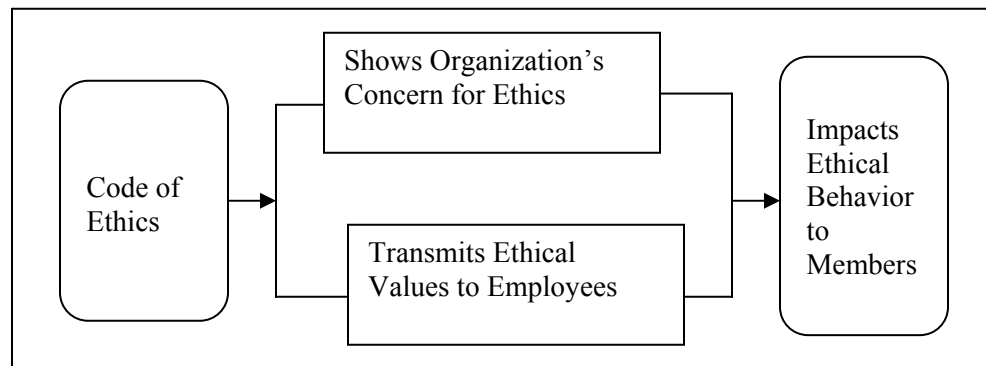 Code of
Ethics
Shows Organization’s
Concern for Ethics
Transmits Ethical
Values to Employees
Impacts
Ethical
Behavior
to
Members